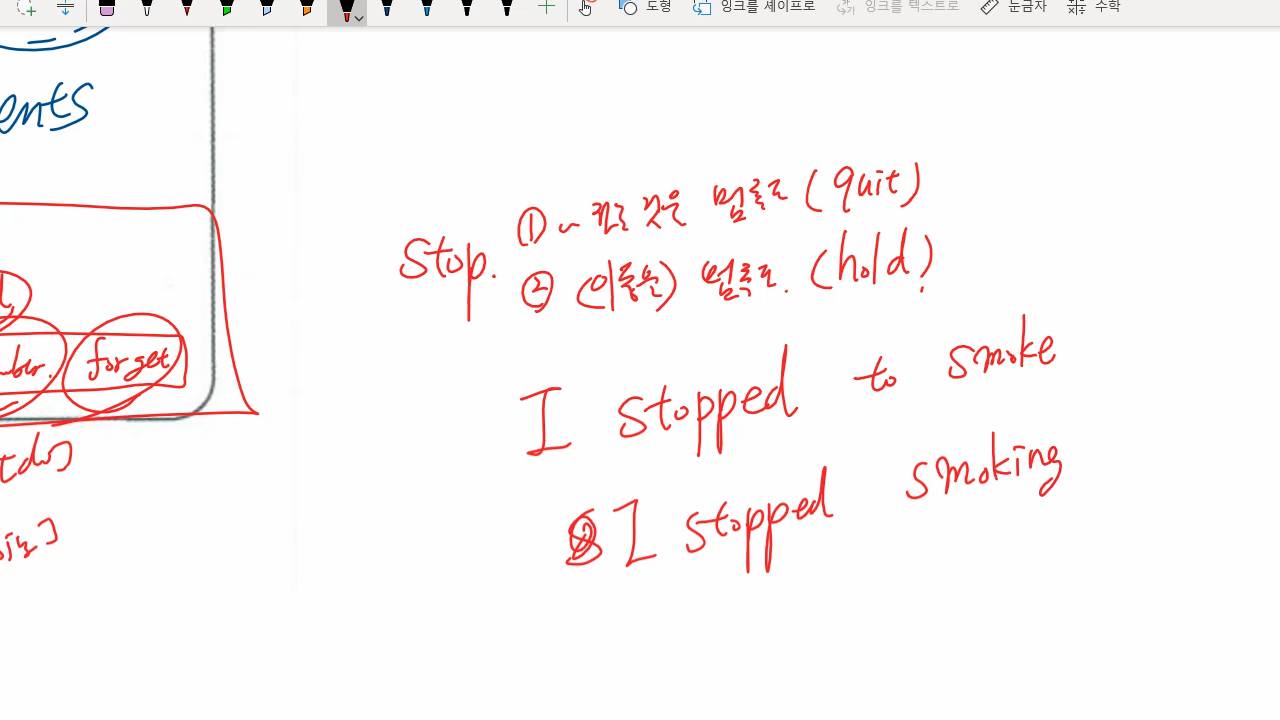 도형 잉크를 셰이프로 잉크를 텍스트로 눈금자 수학
ents
forget
Stop. ① ~ 하던 것을 멈추다 (quit)
② (이동을) 멈추다. (hold)
I stopped to smoke
I stopped smoking